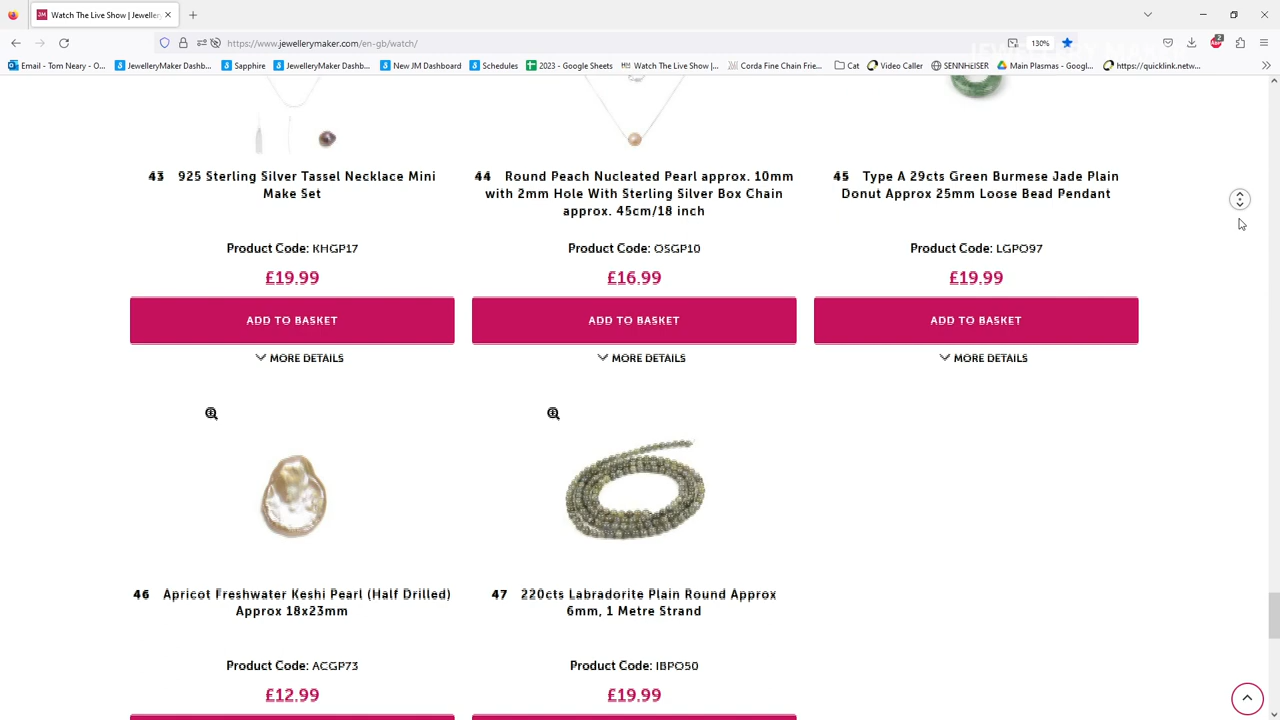 Watch The Live Show | Jeweller
https://www.jewellerymaker.com/en-gb/watch/
130%
2
Email - Tom Neary - O...
JewelleryMaker Dashb...
Sapphire
JewelleryMaker Dashb...
New JM Dashboard
Schedules
2023 - Google Sheets
Watch The Live Show |...
Corda Fine Chain Frie...
Cat
Video Caller
SENNHEISER
Main Plasmas - Googl...
https://quicklink.netw...
43 925 Sterling Silver Tassel Necklace Mini
Make Set
Product Code: KHGP17
£19.99
ADD TO BASKET
MORE DETAILS
44 Round Peach Nucleated Pearl approx. 10mm
with 2mm Hole With Sterling Silver Box Chain
approx. 45cm/18 inch
Product Code: OSGP10
£16.99
ADD TO BASKET
MORE DETAILS
45 Type A 29cts Green Burmese Jade Plain
Donut Approx 25mm Loose Bead Pendant
Product Code: LGPO97
£19.99
ADD TO BASKET
MORE DETAILS
46 Apricot Freshwater Keshi Pearl (Half Drilled)
Approx 18x23mm
Product Code: ACGP73
£12.99
47 220cts Labradorite Plain Round Approx
6mm, 1 Metre Strand
Product Code: IBPO50
£19.99